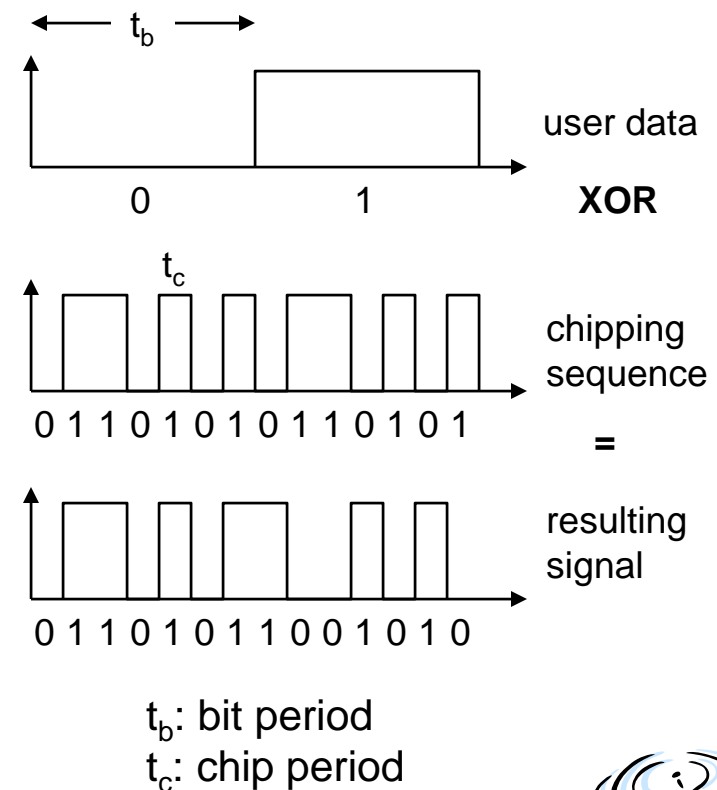 t_b
user data
0 1 XOR
t_c
chipping
sequence
0 1 1 0 1 0 1 0 1 1 0 1 0 1
=
resulting
signal
0 1 1 0 1 0 1 1 0 0 1 0 1 0
t_b: bit period
t_c: chip period